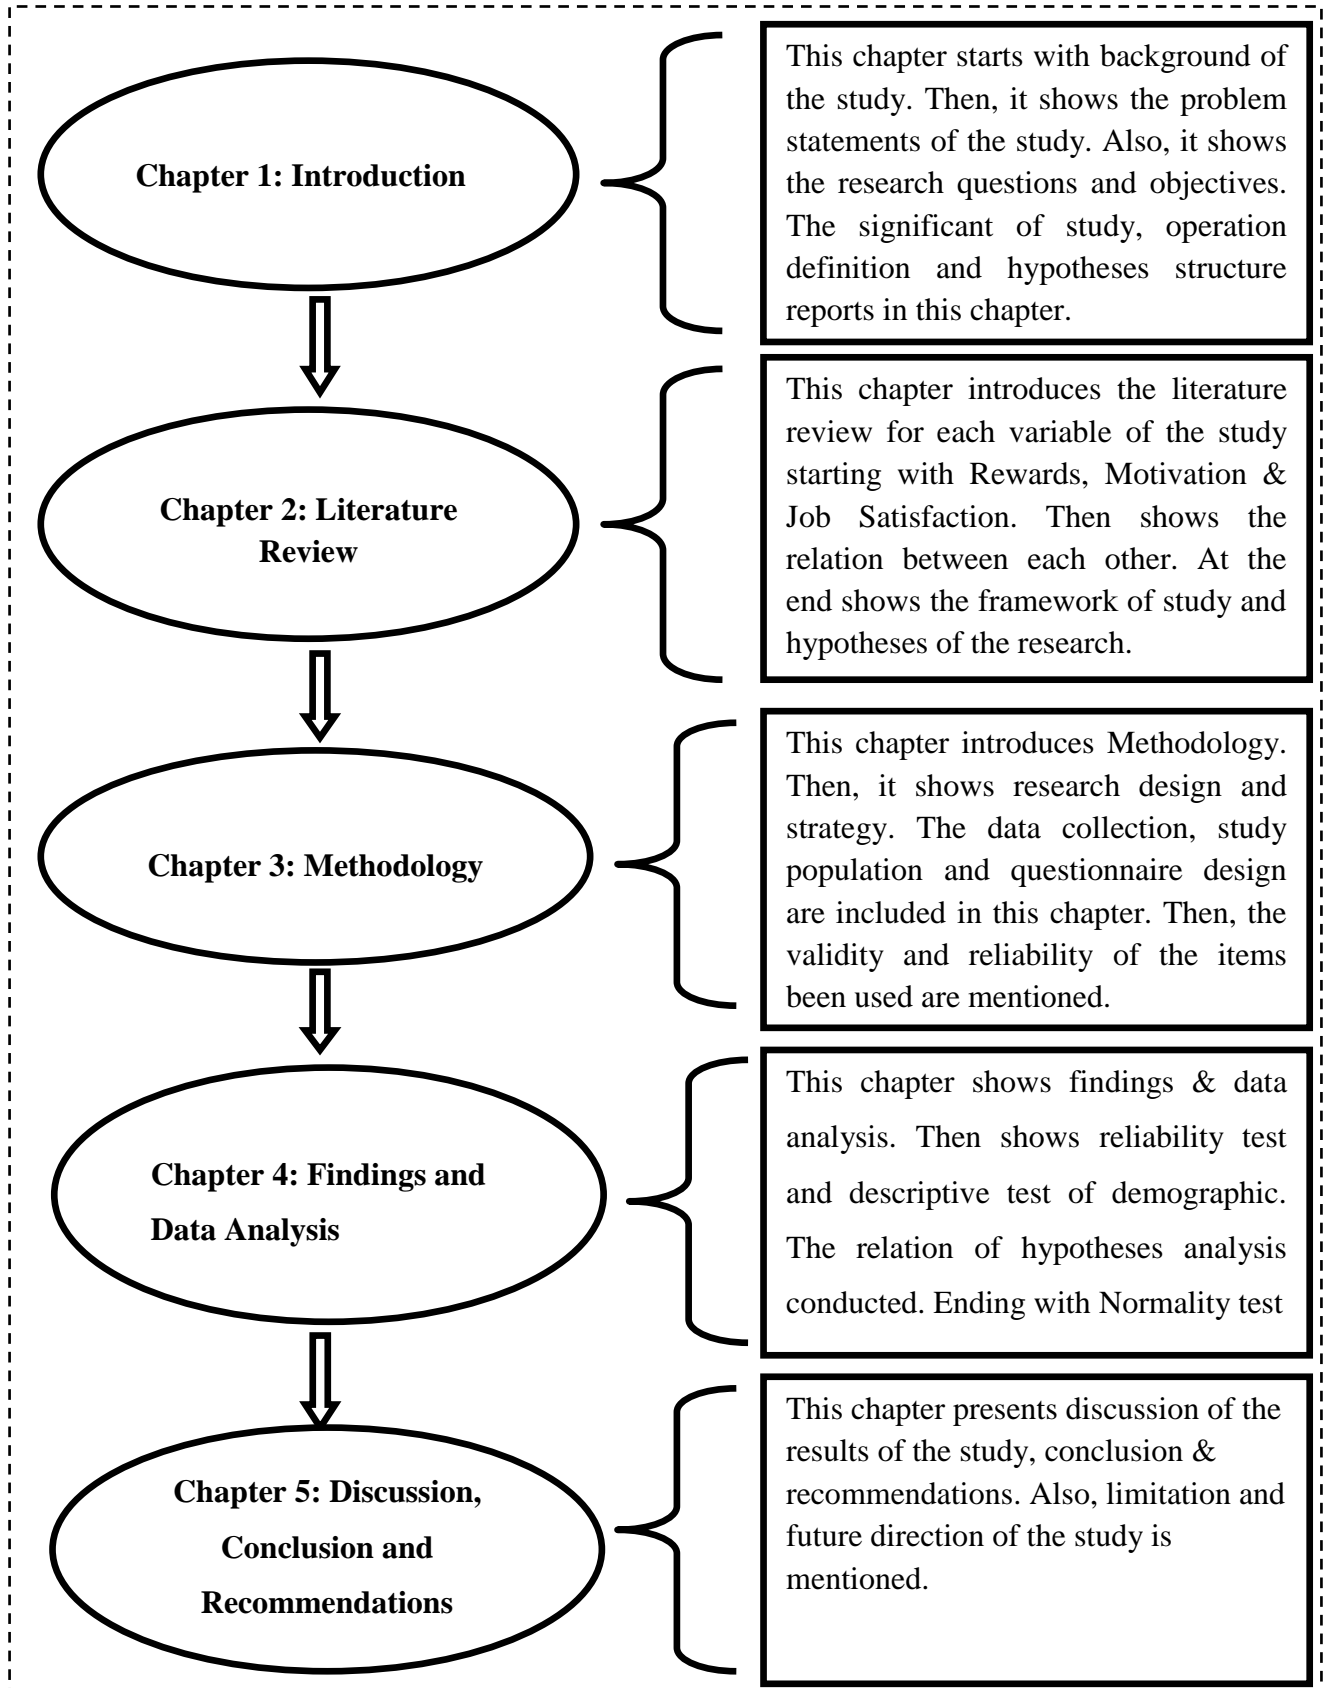 Chapter 1: Introduction
This chapter starts with background of
the study. Then, it shows the problem
statements of the study. Also, it shows
the research questions and objectives.
The significant of study, operation
definition and hypotheses structure
reports in this chapter.
Chapter 2: Literature
Review
This chapter introduces the literature
review for each variable of the study
starting with Rewards, Motivation &
Job Satisfaction. Then shows the
relation between each other. At the
end shows the framework of study and
hypotheses of the research.
Chapter 3: Methodology
This chapter introduces Methodology.
Then, it shows research design and
strategy. The data collection, study
population and questionnaire design
are included in this chapter. Then, the
validity and reliability of the items
been used are mentioned.
Chapter 4: Findings and
Data Analysis
This chapter shows findings & data
analysis. Then shows reliability test
and descriptive test of demographic.
The relation of hypotheses analysis
conducted. Ending with Normality test
Chapter 5: Discussion,
Conclusion and
Recommendations
This chapter presents discussion of the
results of the study, conclusion &
recommendations. Also, limitation and
future direction of the study is
mentioned.